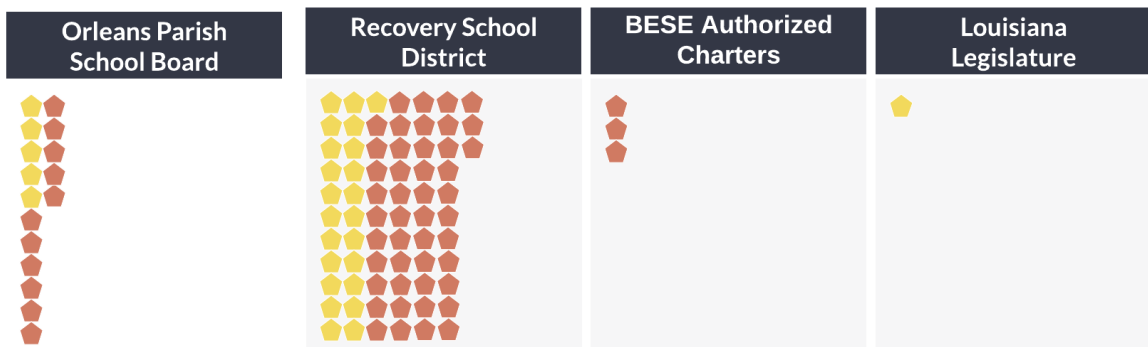 Orleans Parish
School Board
Recovery School
District
BESE Authorized
Charters
Louisiana
Legislature